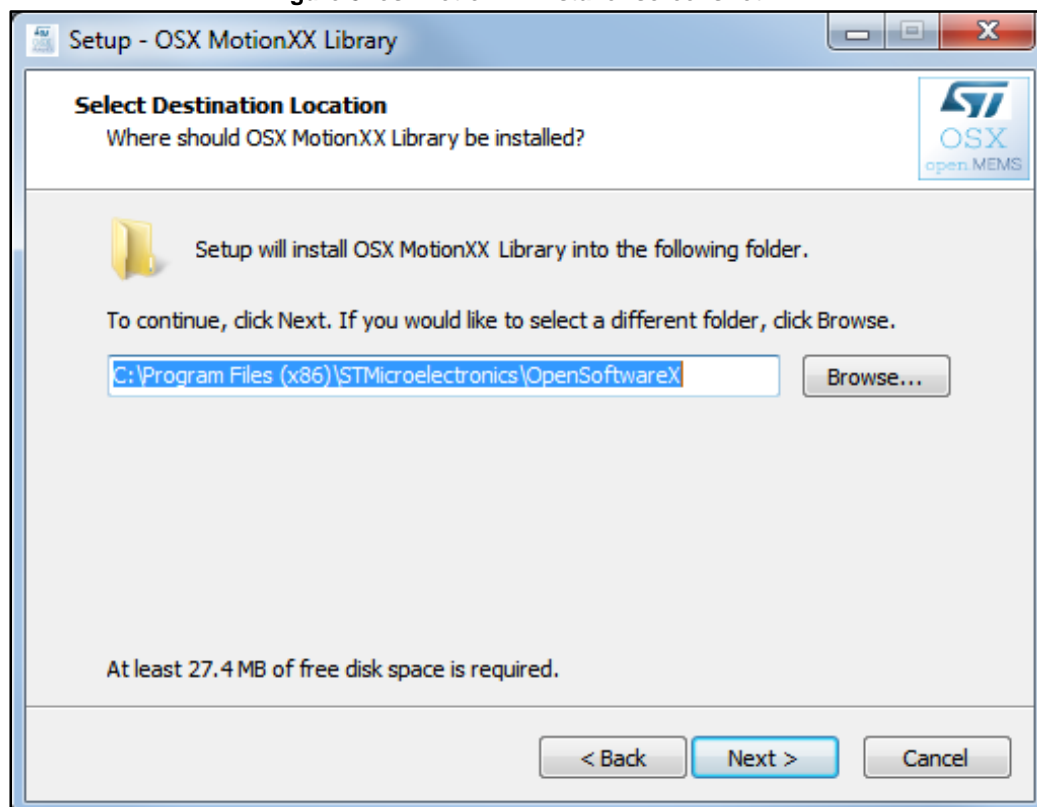 Setup - OSX MotionXX Library
Select Destination Location
Where should OSX MotionXX Library be installed?
ST
OSX
open.MEMS
Setup will install OSX MotionXX Library into the following folder.
To continue, click Next. If you would like to select a different folder, click Browse.
C:\Program Files (x86)\STMicroelectronics\OpenSoftwareX
Browse...
At least 27.4 MB of free disk space is required.
< Back
Next >
Cancel